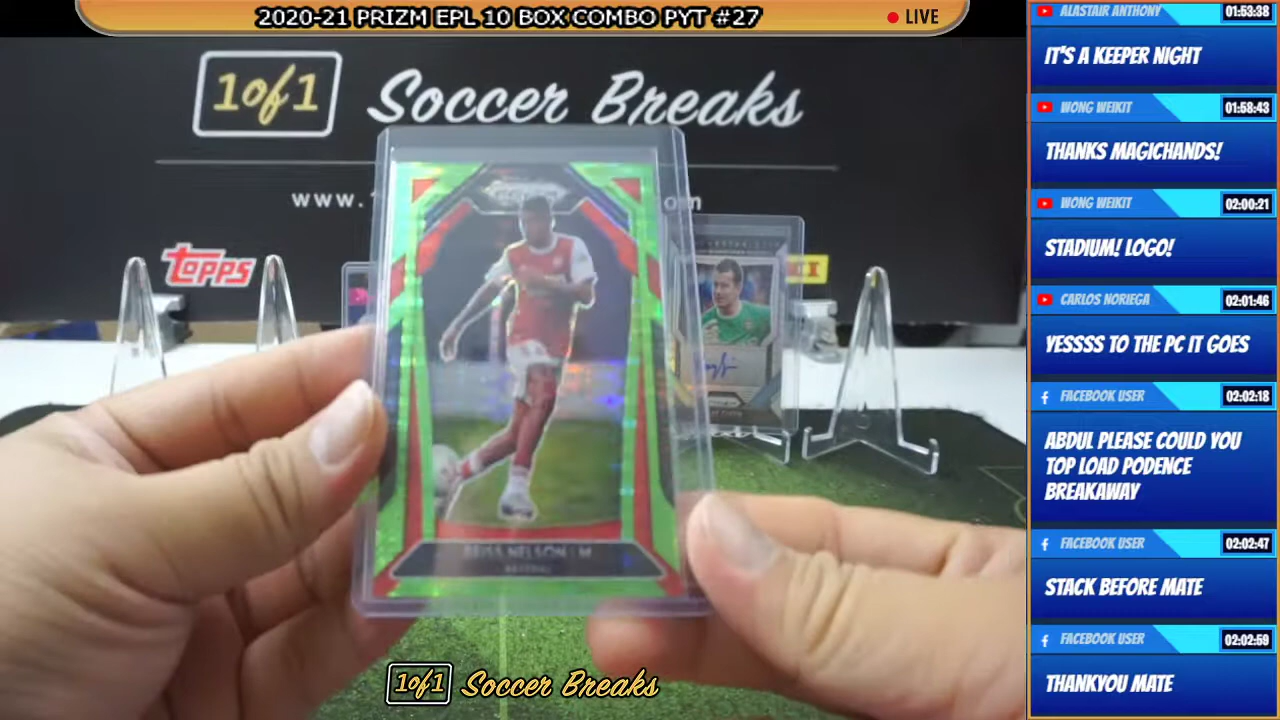 2020-21 PRIZM EPL 10 BOX COMBO PYT #27
LIVE
1of1 Soccer Breaks
www.
om
TOPPS
REISS NELSON | M
ARSENAL
1of1 Soccer Breaks
ALASTAIR ANTHONY 01:53:38
IT'S A KEEPER NIGHT
WONG WEIKIT 01:58:43
THANKS MAGICHANDS!
WONG WEIKIT 02:00:21
STADIUM! LOGO!
CARLOS NORIEGA 02:01:46
YESSSS TO THE PC IT GOES
FACEBOOK USER 02:02:18
ABDUL PLEASE COULD YOU
TOP LOAD PODENCE
BREAKAWAY
FACEBOOK USER 02:02:47
STACK BEFORE MATE
FACEBOOK USER 02:02:59
THANKYOU MATE